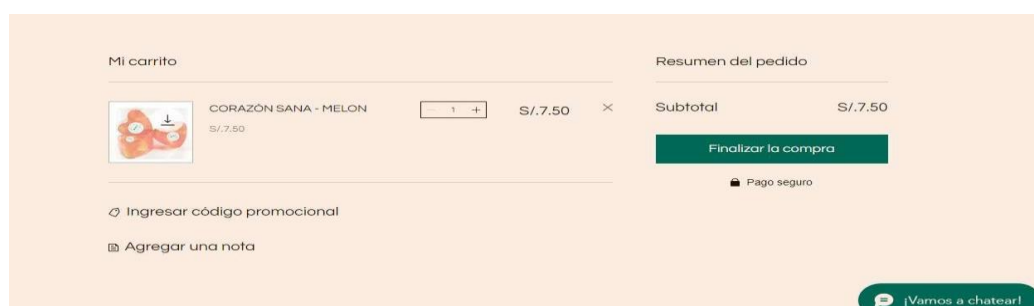 Mi carrito
CORAZÓN SANA - MELON
S/.7.50
− 1 +
S/.7.50
×
Ingresar código promocional
Agregar una nota
Resumen del pedido
Subtotal S/.7.50
Finalizar la compra
Pago seguro
¡Vamos a chatear!